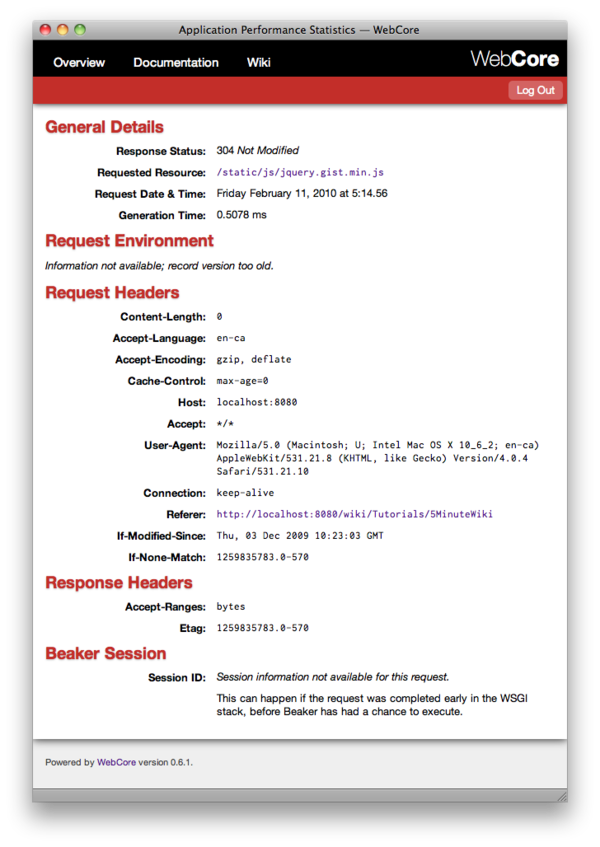 Application Performance Statistics — WebCore
Overview Documentation Wiki WebCore
Log Out
General Details
Response Status: 304 Not Modified
Requested Resource: /static/js/jquery.gist.min.js
Request Date & Time: Friday February 11, 2010 at 5:14.56
Generation Time: 0.5078 ms
Request Environment
Information not available; record version too old.
Request Headers
Content-Length: 0
Accept-Language: en-ca
Accept-Encoding: gzip, deflate
Cache-Control: max-age=0
Host: localhost:8080
Accept: */*
User-Agent: Mozilla/5.0 (Macintosh; U; Intel Mac OS X 10_6_2; en-ca)
AppleWebKit/531.21.8 (KHTML, like Gecko) Version/4.0.4
Safari/531.21.10
Connection: keep-alive
Referer: http://localhost:8080/wiki/Tutorials/5MinuteWiki
If-Modified-Since: Thu, 03 Dec 2009 10:23:03 GMT
If-None-Match: 1259835783.0-570
Response Headers
Accept-Ranges: bytes
Etag: 1259835783.0-570
Beaker Session
Session ID: Session information not available for this request.
This can happen if the request was completed early in the WSGI
stack, before Beaker has had a chance to execute.
Powered by WebCore version 0.6.1.